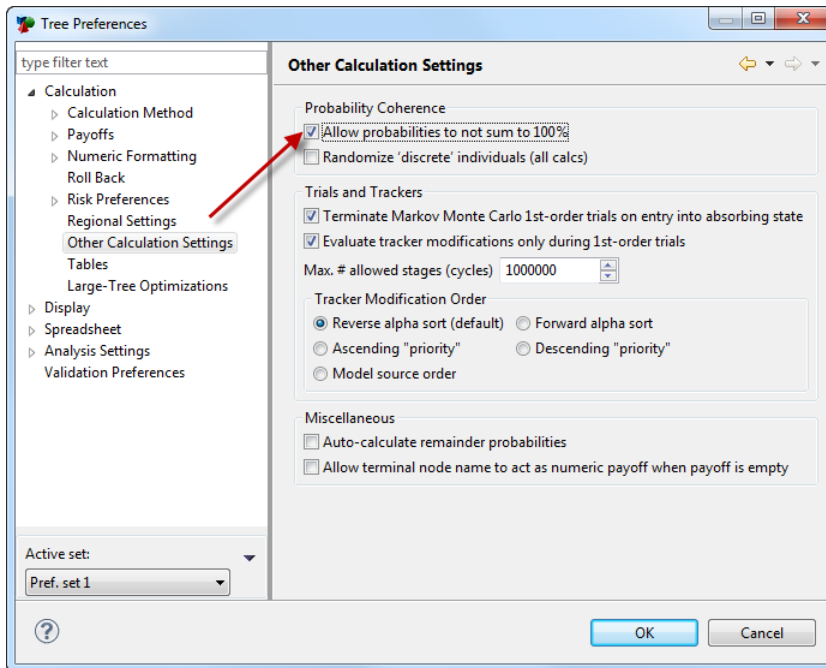 Tree Preferences
type filter text
Other Calculation Settings
Calculation
Calculation Method
Payoffs
Numeric Formatting
Roll Back
Risk Preferences
Regional Settings
Other Calculation Settings
Tables
Large-Tree Optimizations
Display
Spreadsheet
Analysis Settings
Validation Preferences
Probability Coherence
Allow probabilities to not sum to 100%
Randomize 'discrete' individuals (all calcs)
Trials and Trackers
Terminate Markov Monte Carlo 1st-order trials on entry into absorbing state
Evaluate tracker modifications only during 1st-order trials
Max. # allowed stages (cycles) 1000000
Tracker Modification Order
Reverse alpha sort (default) Forward alpha sort
Ascending "priority" Descending "priority"
Model source order
Miscellaneous
Auto-calculate remainder probabilities
Allow terminal node name to act as numeric payoff when payoff is empty
Active set:
Pref. set 1
OK Cancel